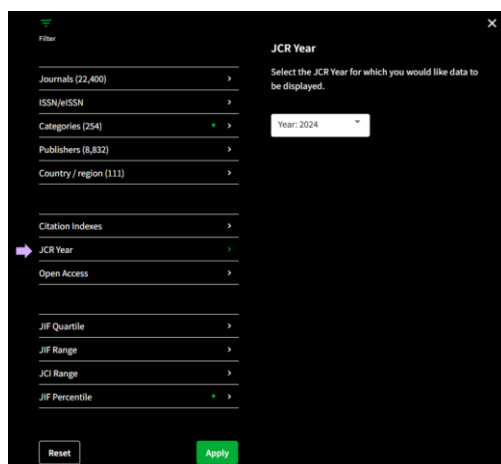 Filter
Journals (22,400)
ISSN/eISSN
Categories (254)
Publishers (8,832)
Country / region (111)
Citation Indexes
JCR Year
Open Access
JIF Quartile
JIF Range
JCI Range
JIF Percentile
Reset
Apply
JCR Year
Select the JCR Year for which you would like data to
be displayed.
Year: 2024